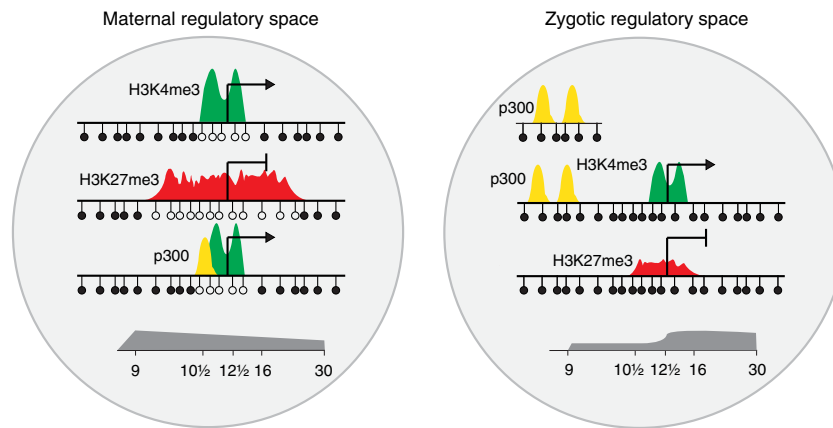 Maternal regulatory space
H3K4me3
H3K27me3
p300
9 10½ 12½ 16 30
Zygotic regulatory space
p300
H3K4me3
p300
H3K27me3
9 10½ 12½ 16 30